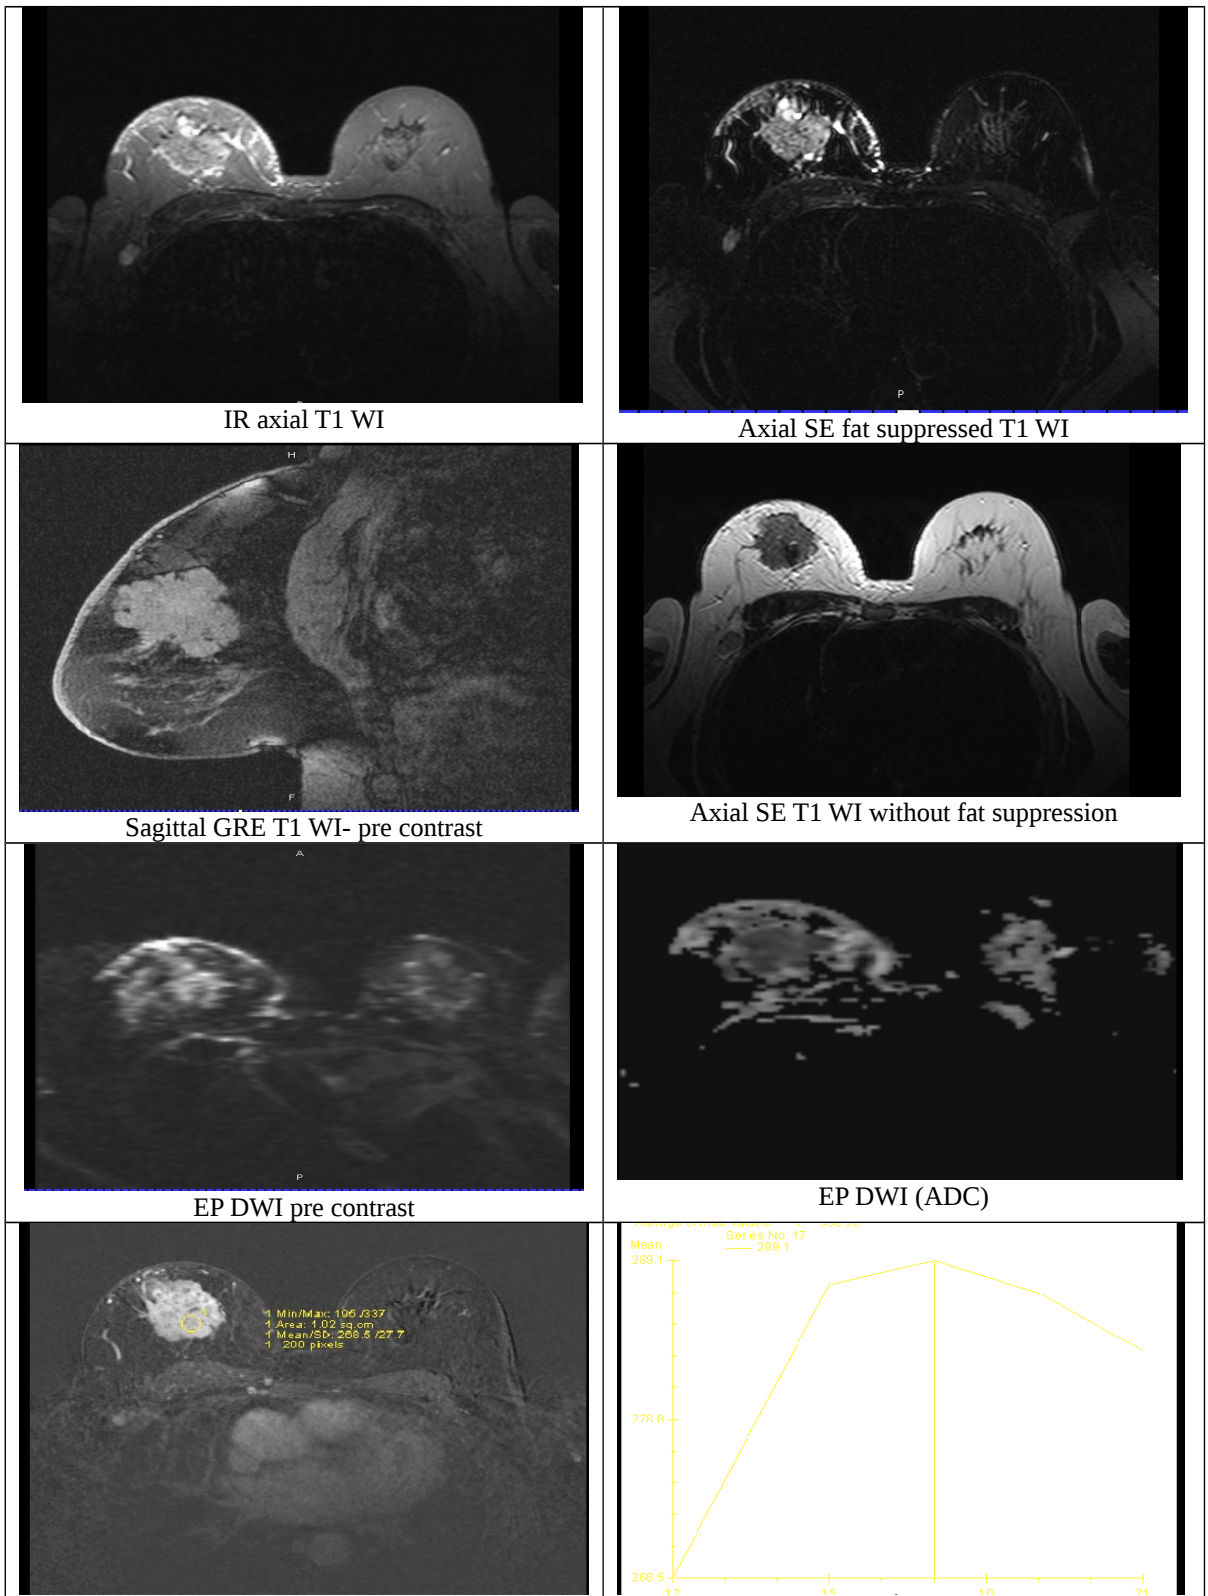 IR axial T1 WI
P
Axial SE fat suppressed T1 WI
H
F
Sagittal GRE T1 WI- pre contrast
Axial SE T1 WI without fat suppression
A
P
EP DWI pre contrast
EP DWI (ADC)
1
1 Min/Max: 195 /337
1 Area: 1.02 sq.cm
1 Mean/SD: 268.5 /27.7
1 200 pixels
Series No. 17
Mean
289.1
289.1
278.8
268.5
12 15 21